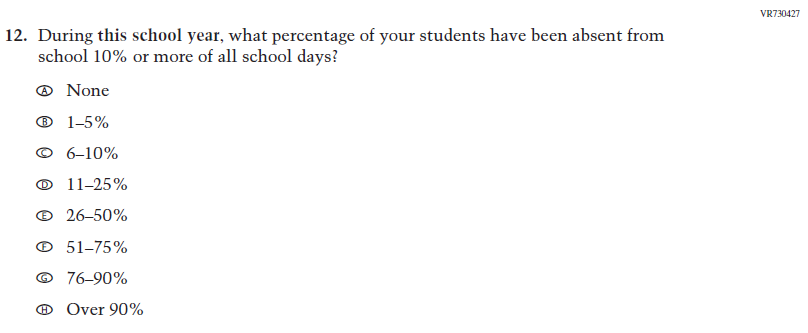 VR730427
12. During this school year, what percentage of your students have been absent from
school 10% or more of all school days?
A None
B 1–5%
C 6–10%
D 11–25%
E 26–50%
F 51–75%
G 76–90%
H Over 90%